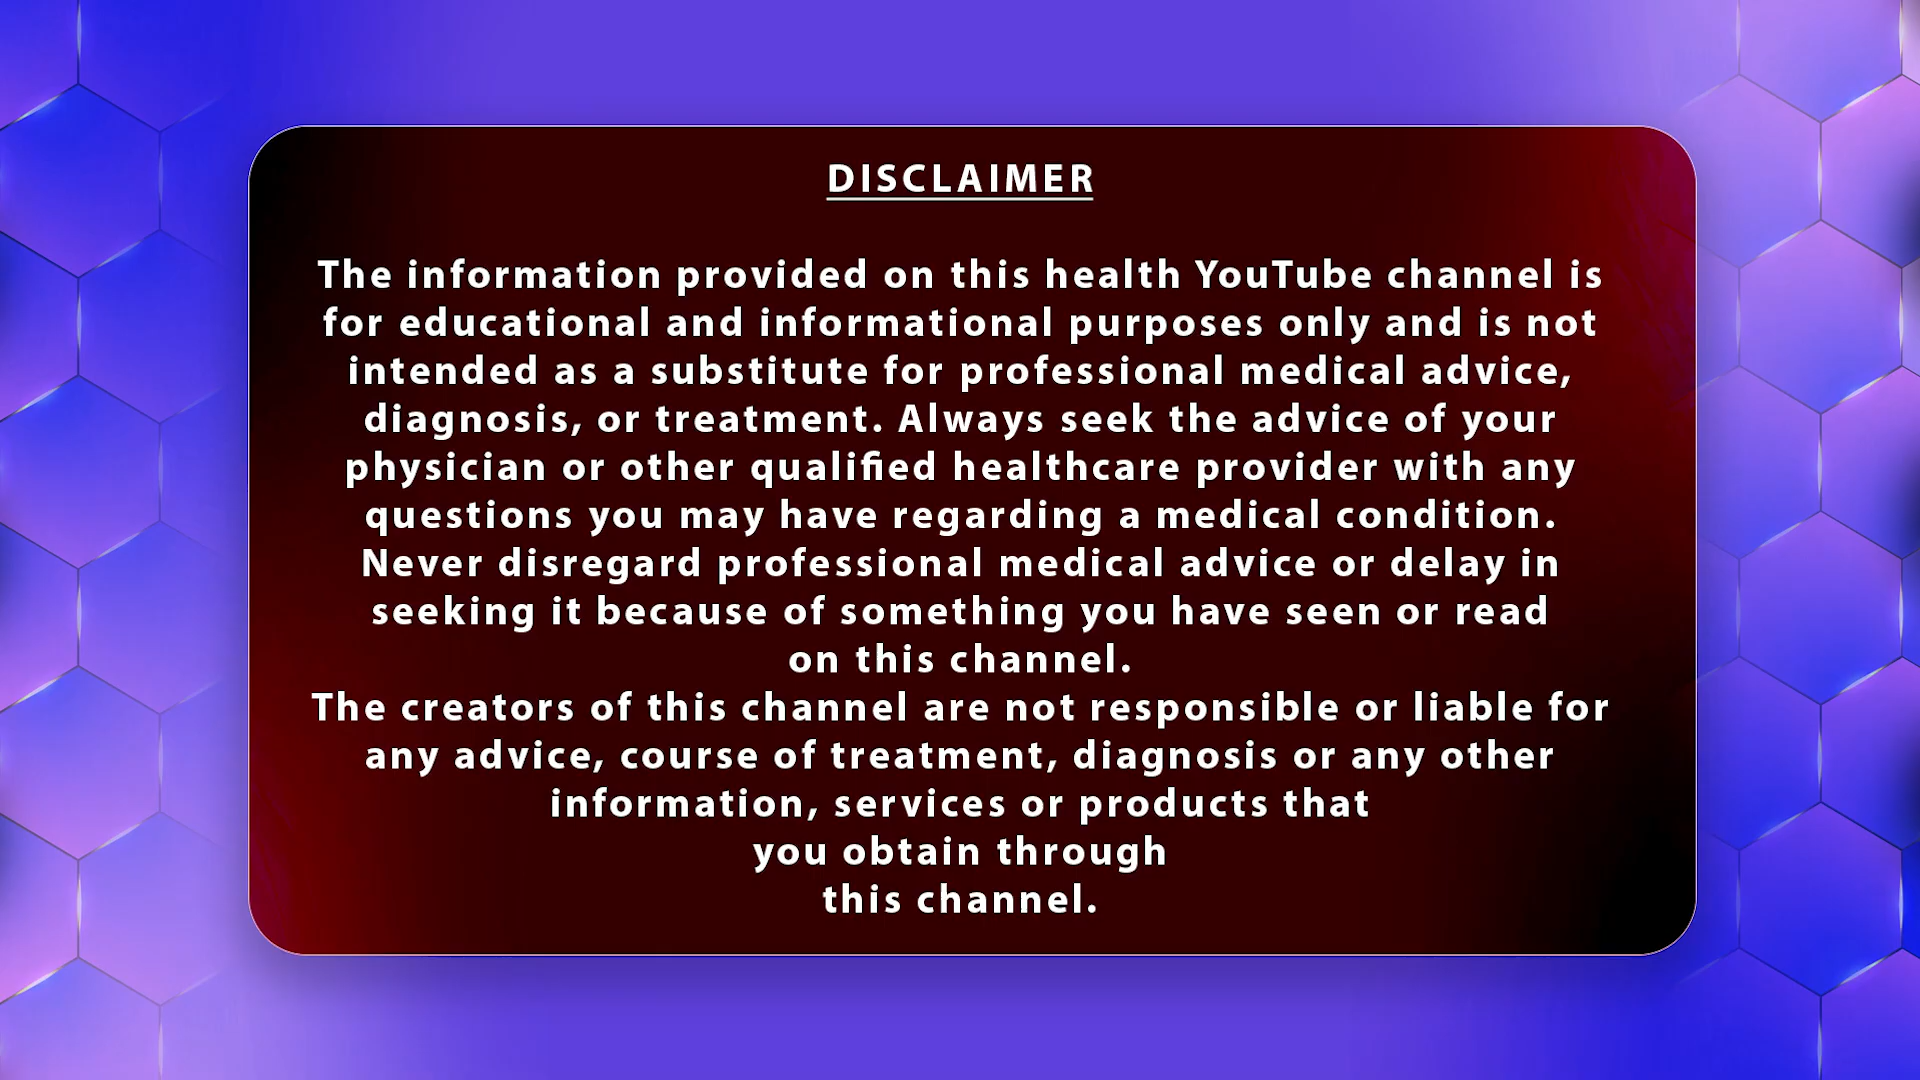 DISCLAIMER
The information provided on this health YouTube channel is
for educational and informational purposes only and is not
intended as a substitute for professional medical advice,
diagnosis, or treatment. Always seek the advice of your
physician or other qualified healthcare provider with any
questions you may have regarding a medical condition.
Never disregard professional medical advice or delay in
seeking it because of something you have seen or read
on this channel.
The creators of this channel are not responsible or liable for
any advice, course of treatment, diagnosis or any other
information, services or products that
you obtain through
this channel.